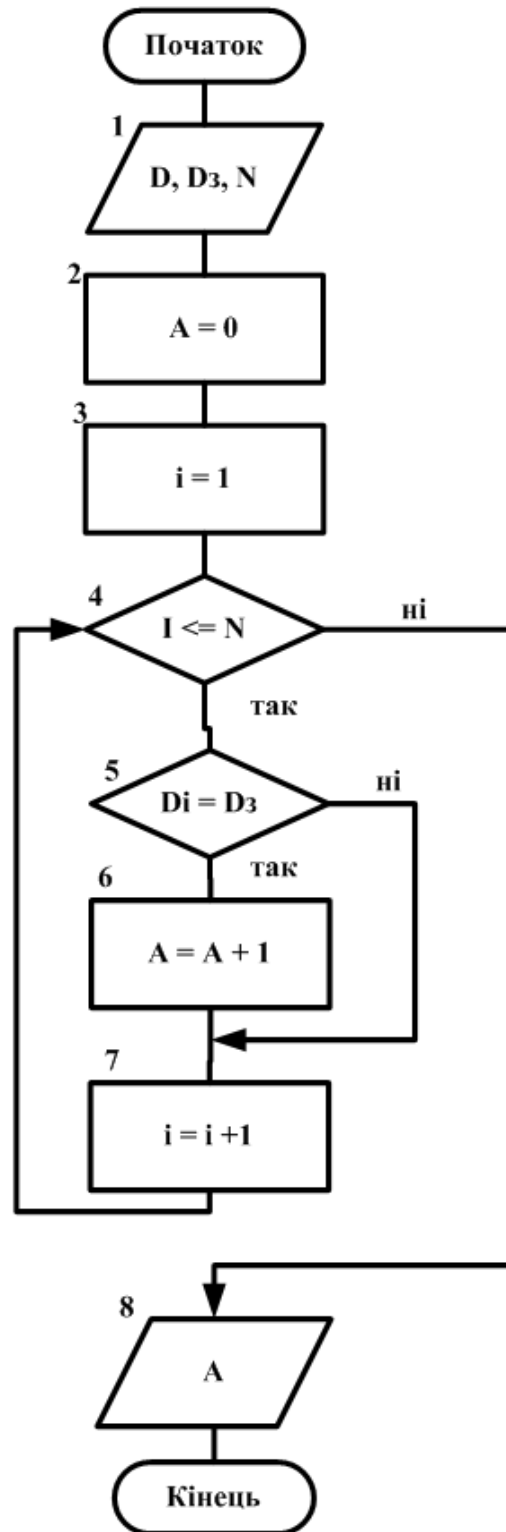 Початок
1
D, Dз, N
2
A = 0
3
i = 1
4
I <= N
ні
так
5
Di = Dз
ні
так
6
A = A + 1
7
i = i +1
8
A
Кінець